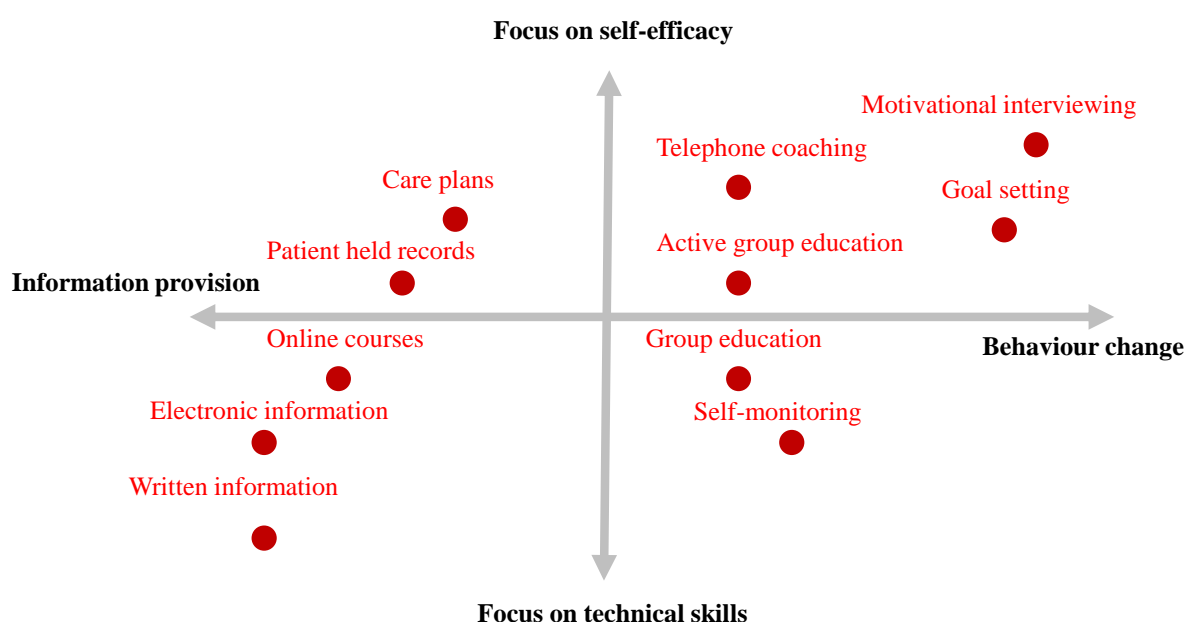 Focus on self-efficacy
Motivational interviewing
Telephone coaching
Care plans
Goal setting
Patient held records
Active group education
Information provision
Online courses
Group education
Behaviour change
Electronic information
Self-monitoring
Written information
Focus on technical skills